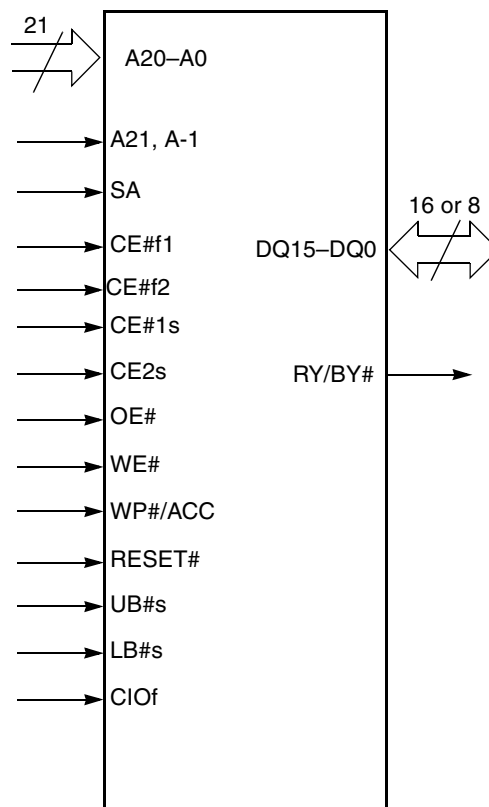 21
A20–A0
A21, A-1
SA
16 or 8
CE#f1
DQ15–DQ0
CE#f2
CE#1s
CE2s
RY/BY#
OE#
WE#
WP#/ACC
RESET#
UB#s
LB#s
CIOf